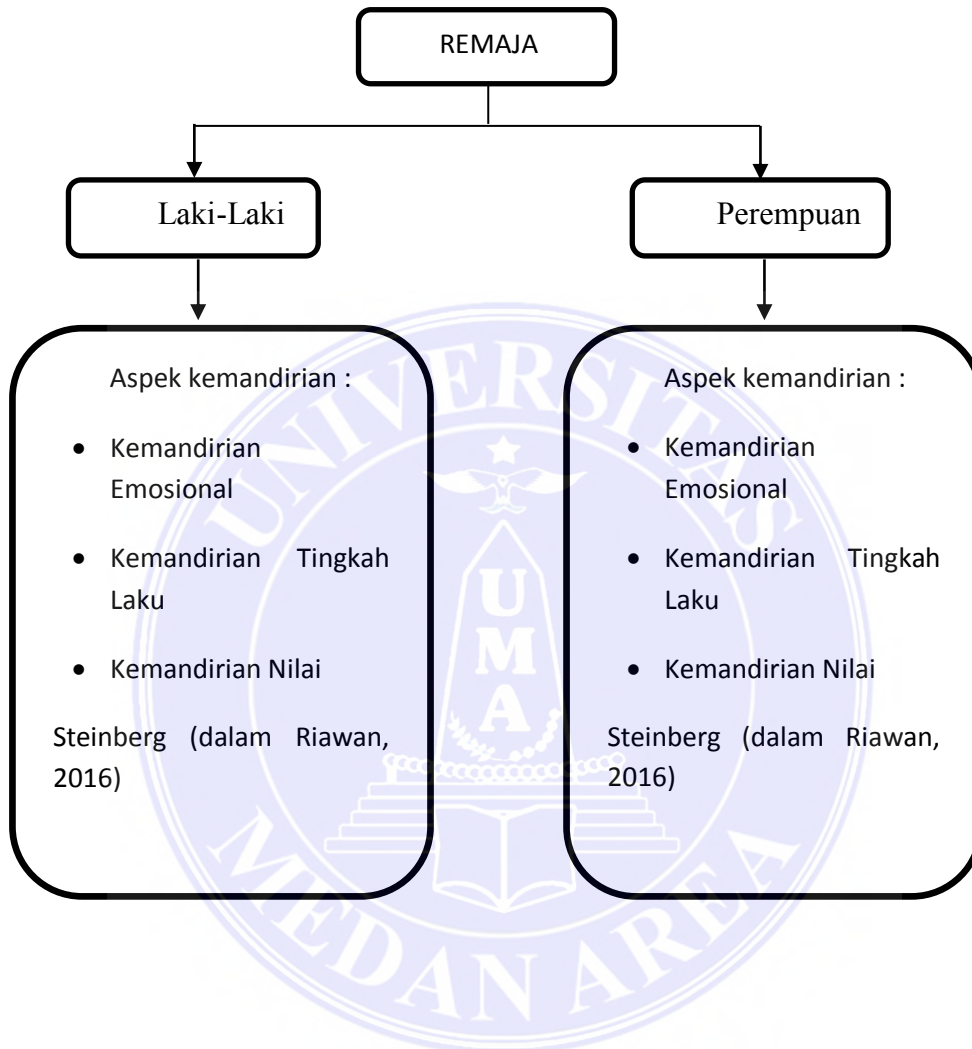 REMAJA
Laki-Laki
Perempuan
Aspek kemandirian :
• Kemandirian
Emosional
• Kemandirian Tingkah
Laku
• Kemandirian Nilai
Steinberg (dalam Riawan,
2016)
Aspek kemandirian :
• Kemandirian
Emosional
• Kemandirian Tingkah
Laku
• Kemandirian Nilai
Steinberg (dalam Riawan,
2016)
UNIVERSITAS
UMA
MEDAN AREA